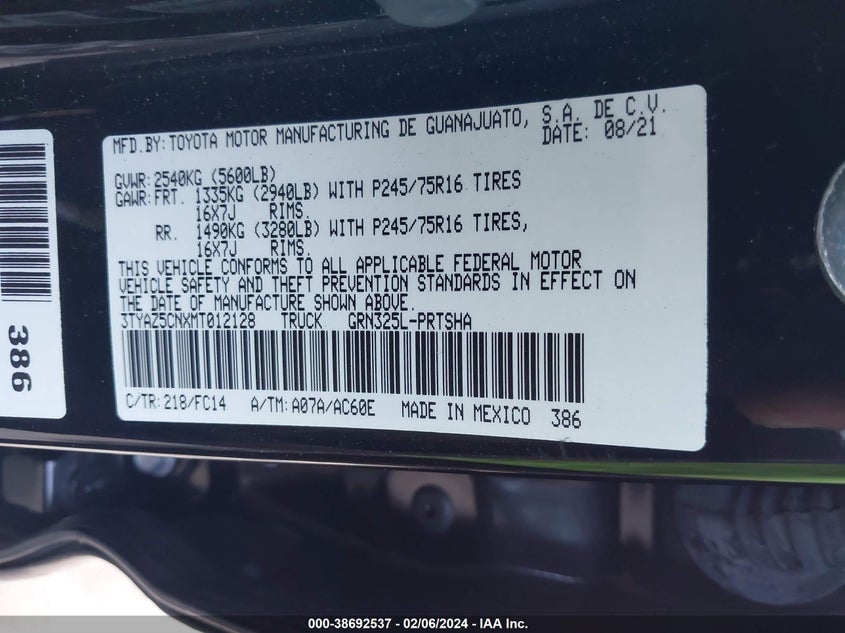 MFD.BY: TOYOTA MOTOR MANUFACTURING DE GUANAJUATO, S.A. DE C.V.
DATE: 08/21
GVWR: 2540KG (5600LB)
GAWR: FRT. 1335KG (2940LB) WITH P245/75R16 TIRES
16X7J RIMS.
RR. 1490KG (3280LB) WITH P245/75R16 TIRES,
16X7J RIMS.
THIS VEHICLE CONFORMS TO ALL APPLICABLE FEDERAL MOTOR
VEHICLE SAFETY AND THEFT PREVENTION STANDARDS IN EFFECT ON
THE DATE OF MANUFACTURE SHOWN ABOVE.
3TYAZ5CNXMT012128 TRUCK GRN325L-PRTSHA
C/TR: 218/FC14 A/TM: A07A/AC60E MADE IN MEXICO 386
386
000-38692537 - 02/06/2024 - IAA Inc.